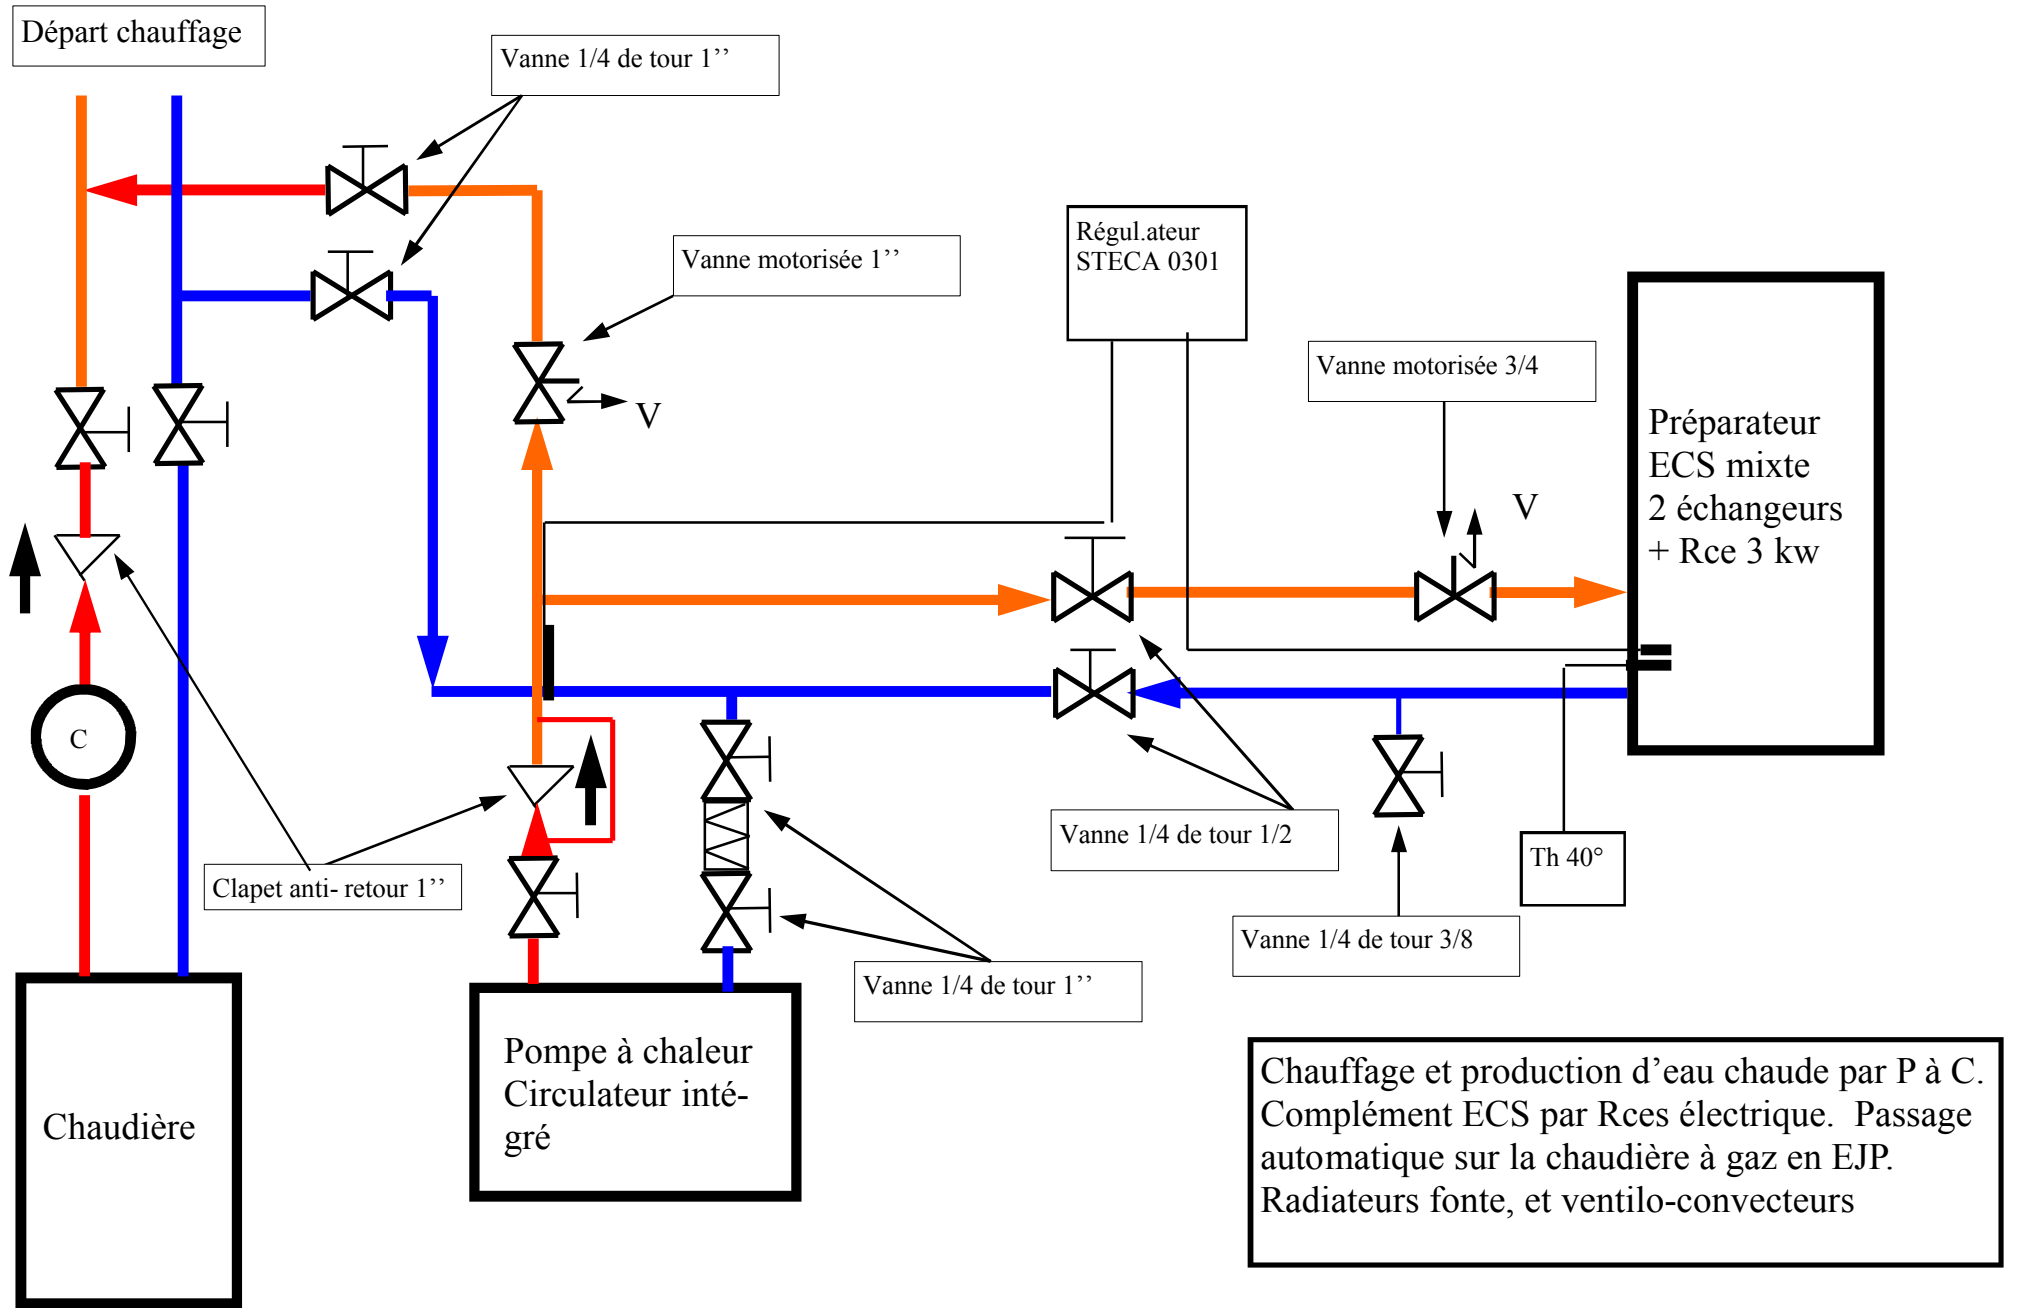 Départ chauffage
Vanne 1/4 de tour 1’’
Vanne motorisée 1’’
Régul.ateur
STECA 0301
Vanne motorisée 3/4
V
V
Préparateur
ECS mixte
2 échangeurs
+ Rce 3 kw
C
Clapet anti- retour 1’’
Vanne 1/4 de tour 1/2
Th 40°
Vanne 1/4 de tour 3/8
Vanne 1/4 de tour 1’’
Chaudière
Pompe à chaleur
Circulateur inté-
gré
Chauffage et production d’eau chaude par P à C.
Complément ECS par Rces électrique.  Passage
automatique sur la chaudière à gaz en EJP.
Radiateurs fonte, et ventilo-convecteurs